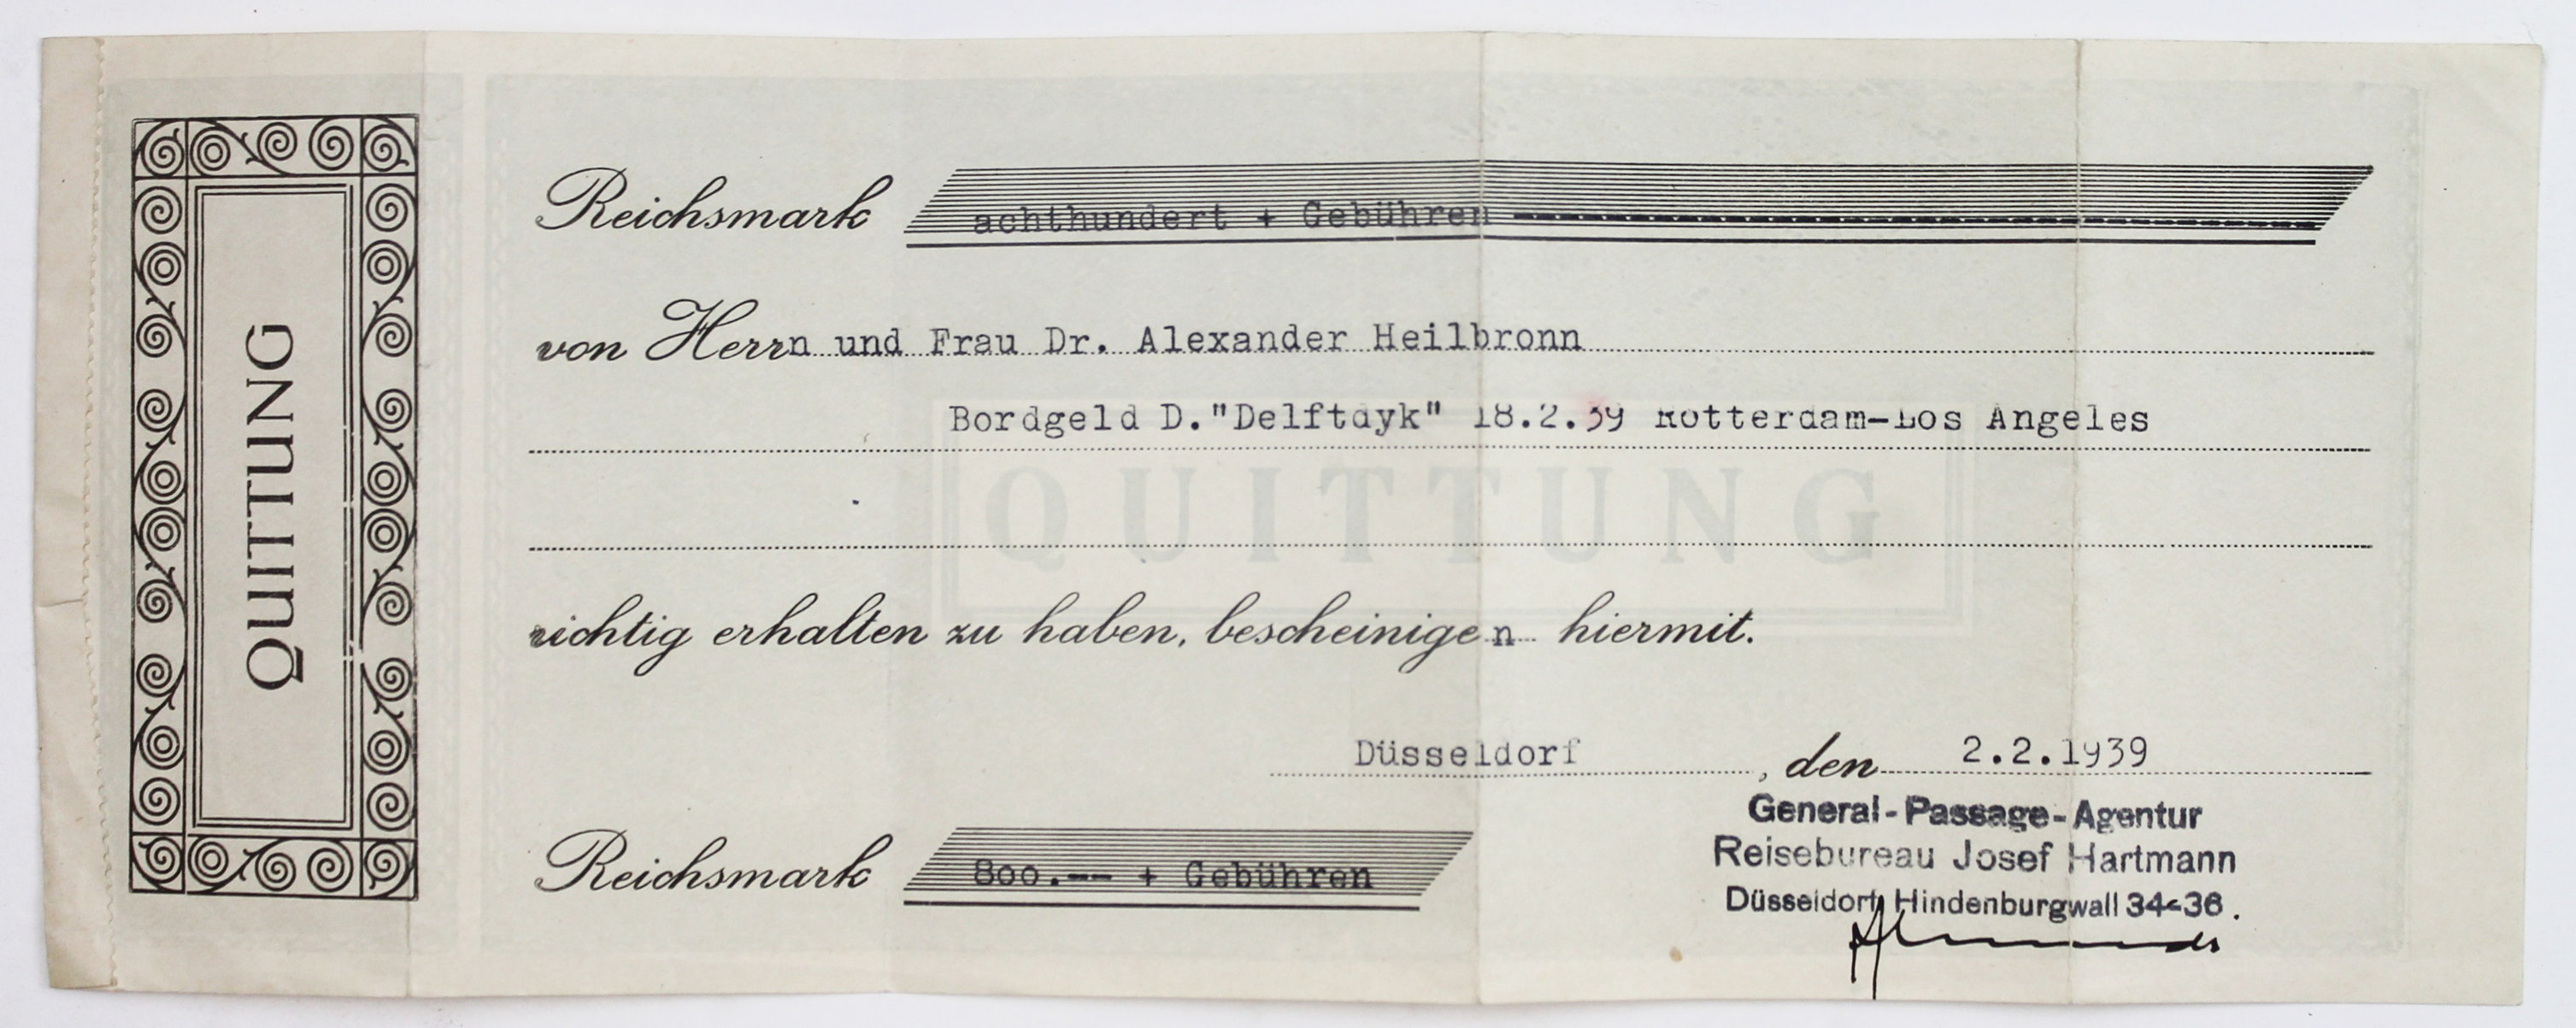 QUITTUNG
Reichsmark achthundert + Gebühren
von Herrn und Frau Dr. Alexander Heilbronn
Bordgeld D."Delftdyk" 18.2.39 Rotterdam-Los Angeles
QUITTUNG
richtig erhalten zu haben, bescheinigen hiermit.
Düsseldorf, den 2.2.1939
General-Passage-Agentur
Reisebureau Josef Hartmann
Düsseldorf, Hindenburgwall 34-36.
Reichsmark 800.-- + Gebühren